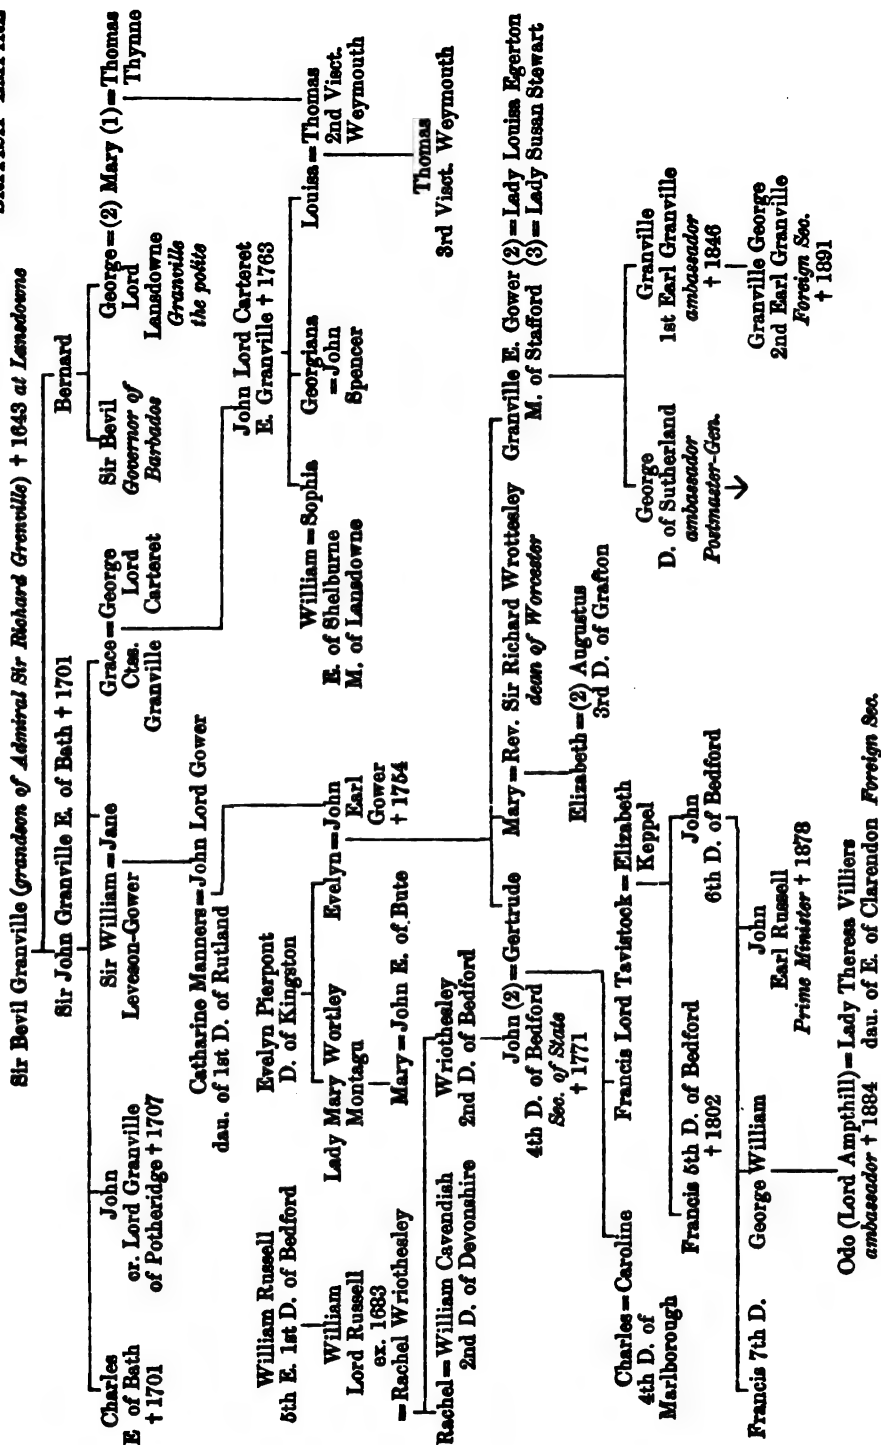 Sir Bevil Granville (grandson of Admiral Sir Richard Grenville) † 1643 at Lansdowne
Sir John Granville E. of Bath † 1701
Bernard
Charles
E of Bath
† 1701
John
cr. Lord Granville
of Potheridge † 1707
Sir William = Jane
Leveson-Gower
Grace = George
Ctss. Lord
Granville Carteret
Sir Bevil
Governor of
Barbados
George = (2) Mary (1) = Thomas
Lord Thynne
Lansdowne
Granville
the polite
Catharine Manners = John Lord Gower
dau. of 1st D. of Rutland
John Lord Carteret
E. Granville † 1763
William Russell
5th E. 1st D. of Bedford
Evelyn Pierpont
D. of Kingston
William
Lord Russell
ex. 1683
= Rachel Wriothesley
Lady Mary Wortley
Montagu
Evelyn = John
Earl
Gower
† 1754
William = Sophia
E. of Shelburne
M. of Lansdowne
Georgiana
= John
Spencer
Louisa = Thomas
2nd Visct.
Weymouth
Mary = John E. of Bute
Thomas
3rd Visct. Weymouth
Rachel = William Cavendish
2nd D. of Devonshire
Wriothesley
2nd D. of Bedford
John (2) = Gertrude
4th D. of Bedford
Sec. of State
† 1771
Mary = Rev. Sir Richard Wrottesley
dean of Worcester
Granville E. Gower (2) = Lady Louisa Egerton
M. of Stafford (3) = Lady Susan Stewart
Elizabeth = (2) Augustus
3rd D. of Grafton
Charles = Caroline
4th D. of
Marlborough
Francis Lord Tavistock = Elizabeth
Keppel
George
D. of Sutherland
ambassador
Postmaster-Gen.
Granville
1st Earl Granville
ambassador
† 1846
Francis 5th D. of Bedford
† 1802
John
6th D. of Bedford
Granville George
2nd Earl Granville
Foreign Sec.
† 1891
Francis 7th D.
George William
John
Earl Russell
Prime Minister † 1878
Odo (Lord Ampthill) = Lady Theresa Villiers
ambassador † 1884 dau. of E. of Clarendon Foreign Sec.